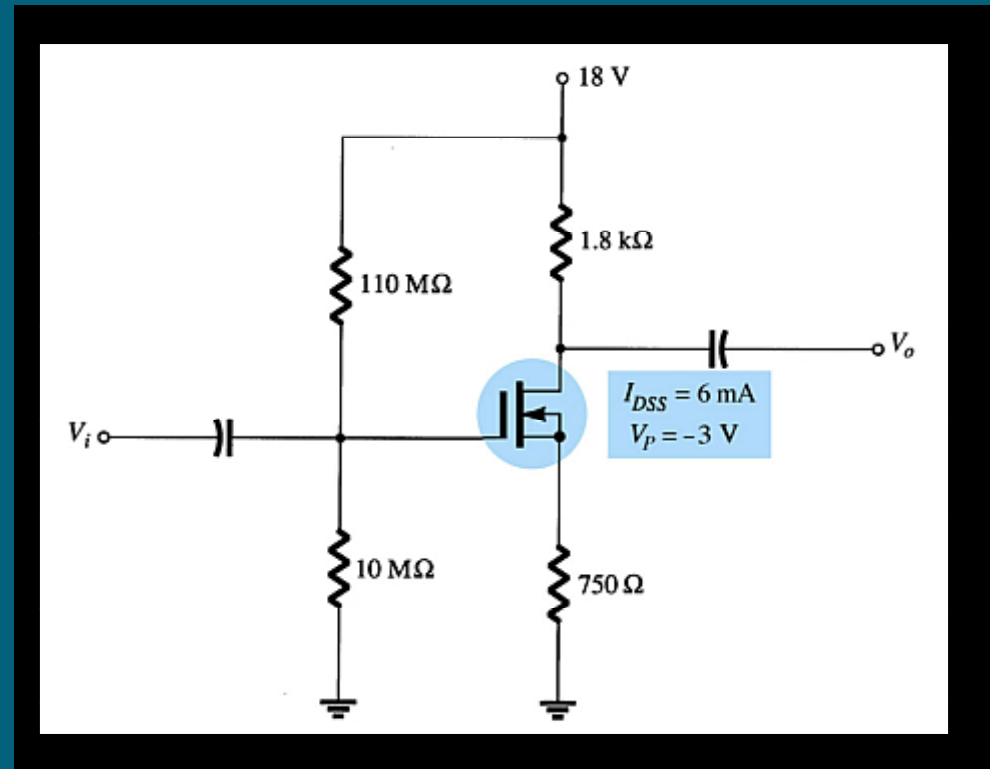 18 V
1.8 kΩ
110 MΩ
V_o
I_DSS = 6 mA
V_P = -3 V
V_i
10 MΩ
750 Ω